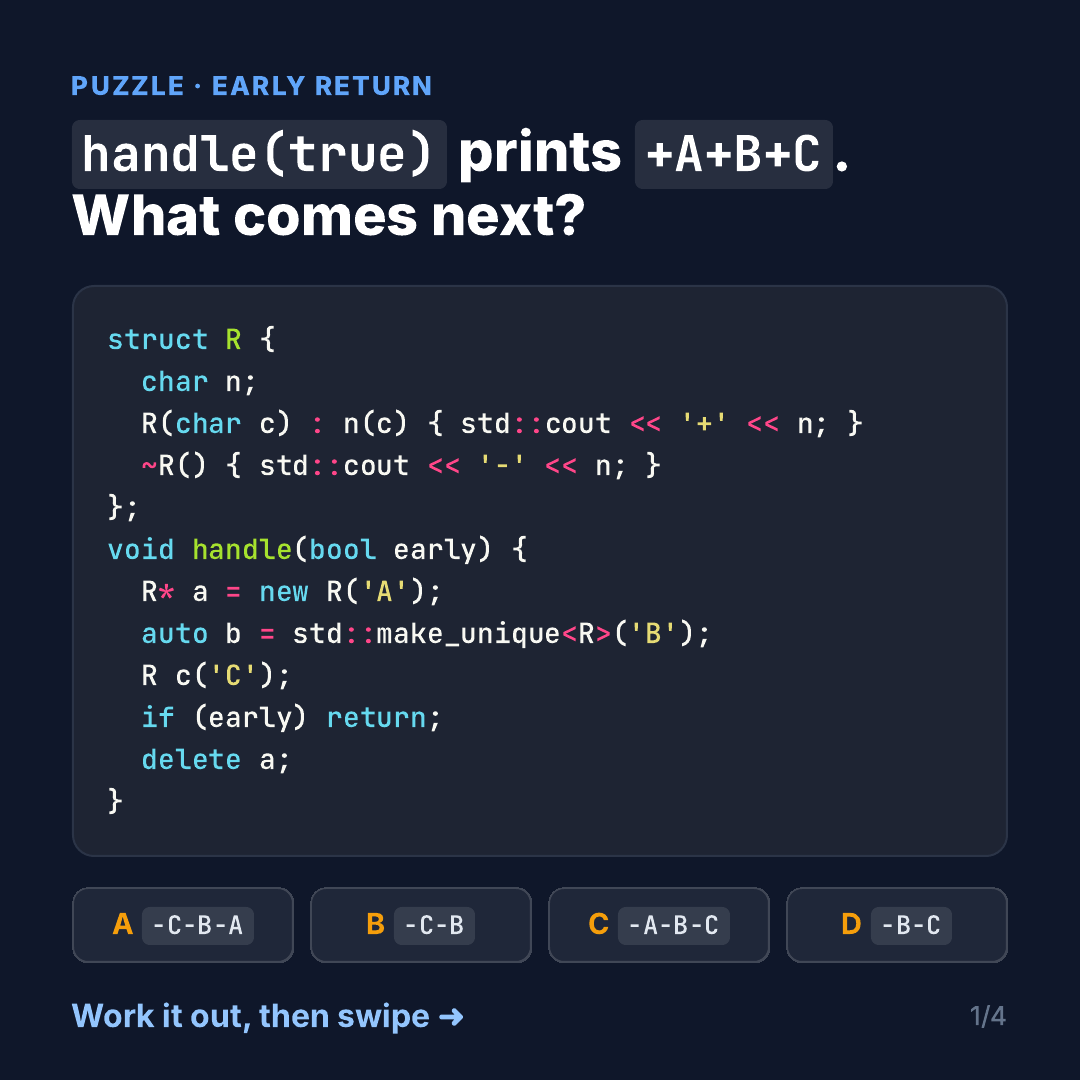 PUZZLE · EARLY RETURN
handle(true) prints +A+B+C.
What comes next?
struct R {
  char n;
  R(char c) : n(c) { std::cout << '+' << n; }
  ~R() { std::cout << '-' << n; }
};
void handle(bool early) {
  R* a = new R('A');
  auto b = std::make_unique<R>('B');
  R c('C');
  if (early) return;
  delete a;
}
A -C-B-A
B -C-B
C -A-B-C
D -B-C
Work it out, then swipe ➜
1/4